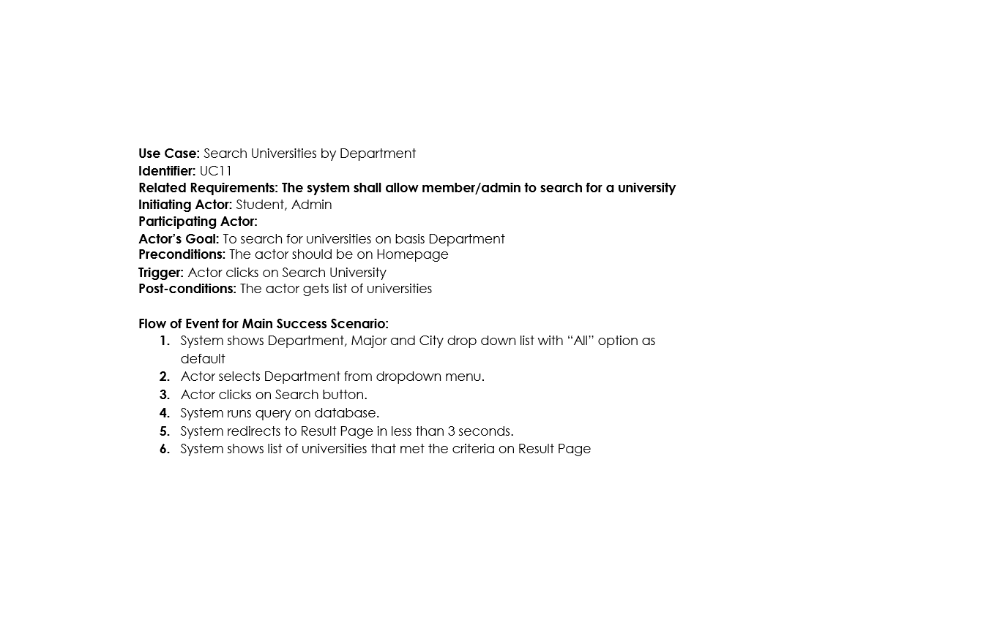 Use Case: Search Universities by Department
Identifier: UC11
Related Requirements: The system shall allow member/admin to search for a university
Initiating Actor: Student, Admin
Participating Actor:
Actor’s Goal: To search for universities on basis Department
Preconditions: The actor should be on Homepage
Trigger: Actor clicks on Search University
Post-conditions: The actor gets list of universities
Flow of Event for Main Success Scenario:
1. System shows Department, Major and City drop down list with “All” option as
default
2. Actor selects Department from dropdown menu.
3. Actor clicks on Search button.
4. System runs query on database.
5. System redirects to Result Page in less than 3 seconds.
6. System shows list of universities that met the criteria on Result Page